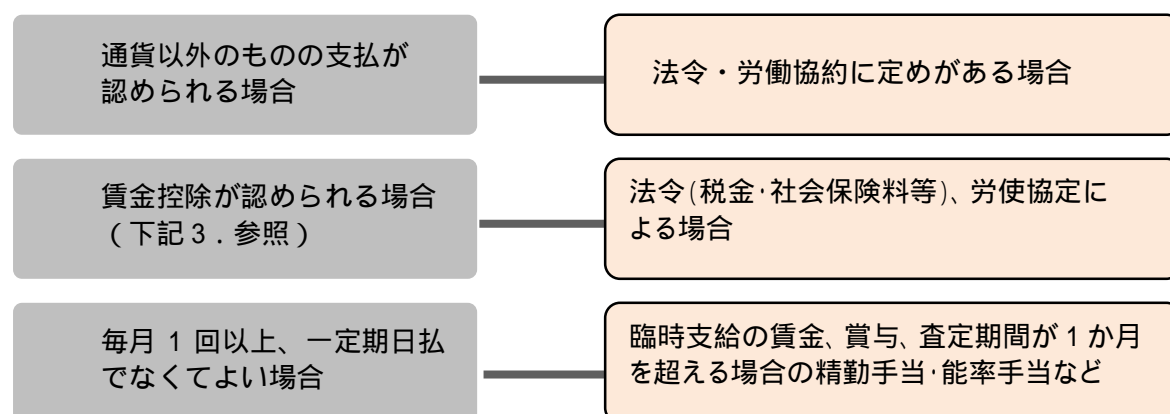 通貨以外のものの支払が
認められる場合
法令・労働協約に定めがある場合
賃金控除が認められる場合
（下記３．参照）
法令(税金･社会保険料等)、労使協定に
よる場合
毎月 1 回以上、一定期日払
でなくてよい場合
臨時支給の賃金、賞与、査定期間が 1 か月
を超える場合の精勤手当･能率手当など